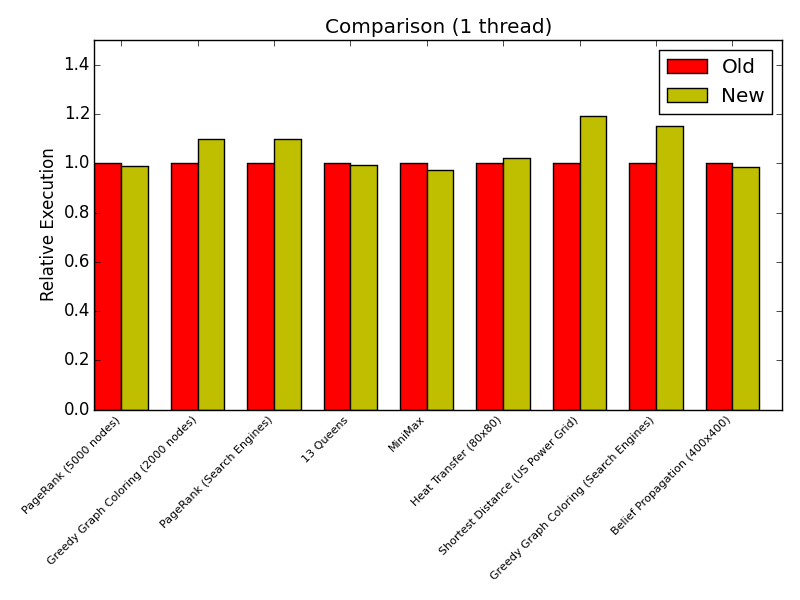 Comparison (1 thread)
Old
New
Relative Execution
1.4
1.2
1.0
0.8
0.6
0.4
0.2
0.0
PageRank (5000 nodes)
Greedy Graph Coloring (2000 nodes)
PageRank (Search Engines)
13 Queens
MiniMax
Heat Transfer (80x80)
Shortest Distance (US Power Grid)
Greedy Graph Coloring (Search Engines)
Belief Propagation (400x400)